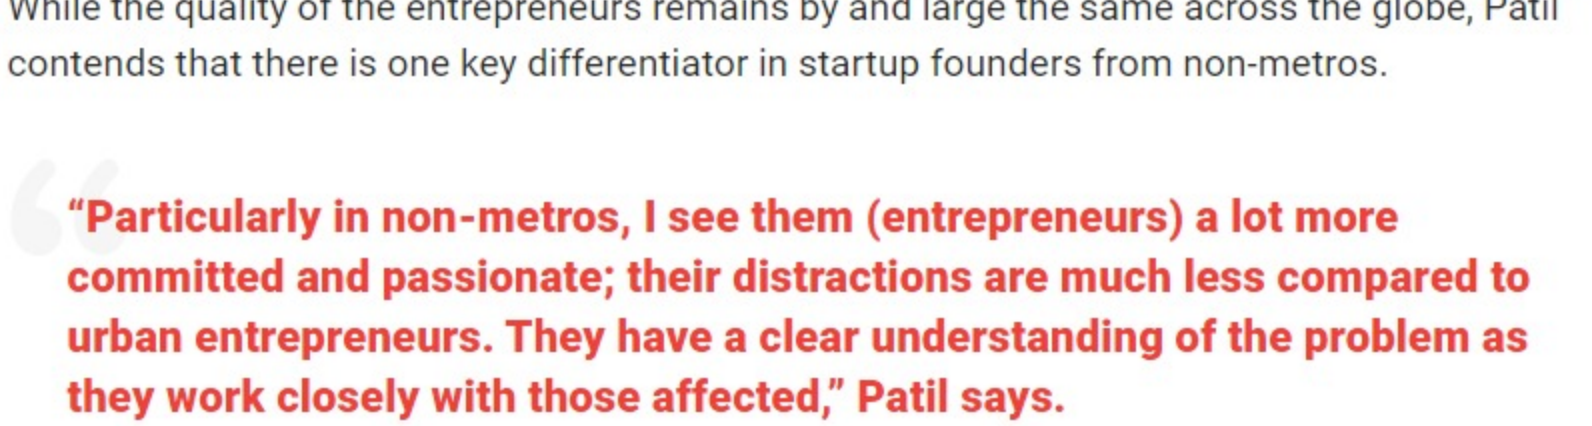 While the quality of the entrepreneurs remains by and large the same across the globe, Patil
contends that there is one key differentiator in startup founders from non-metros.
“Particularly in non-metros, I see them (entrepreneurs) a lot more
committed and passionate; their distractions are much less compared to
urban entrepreneurs. They have a clear understanding of the problem as
they work closely with those affected,” Patil says.